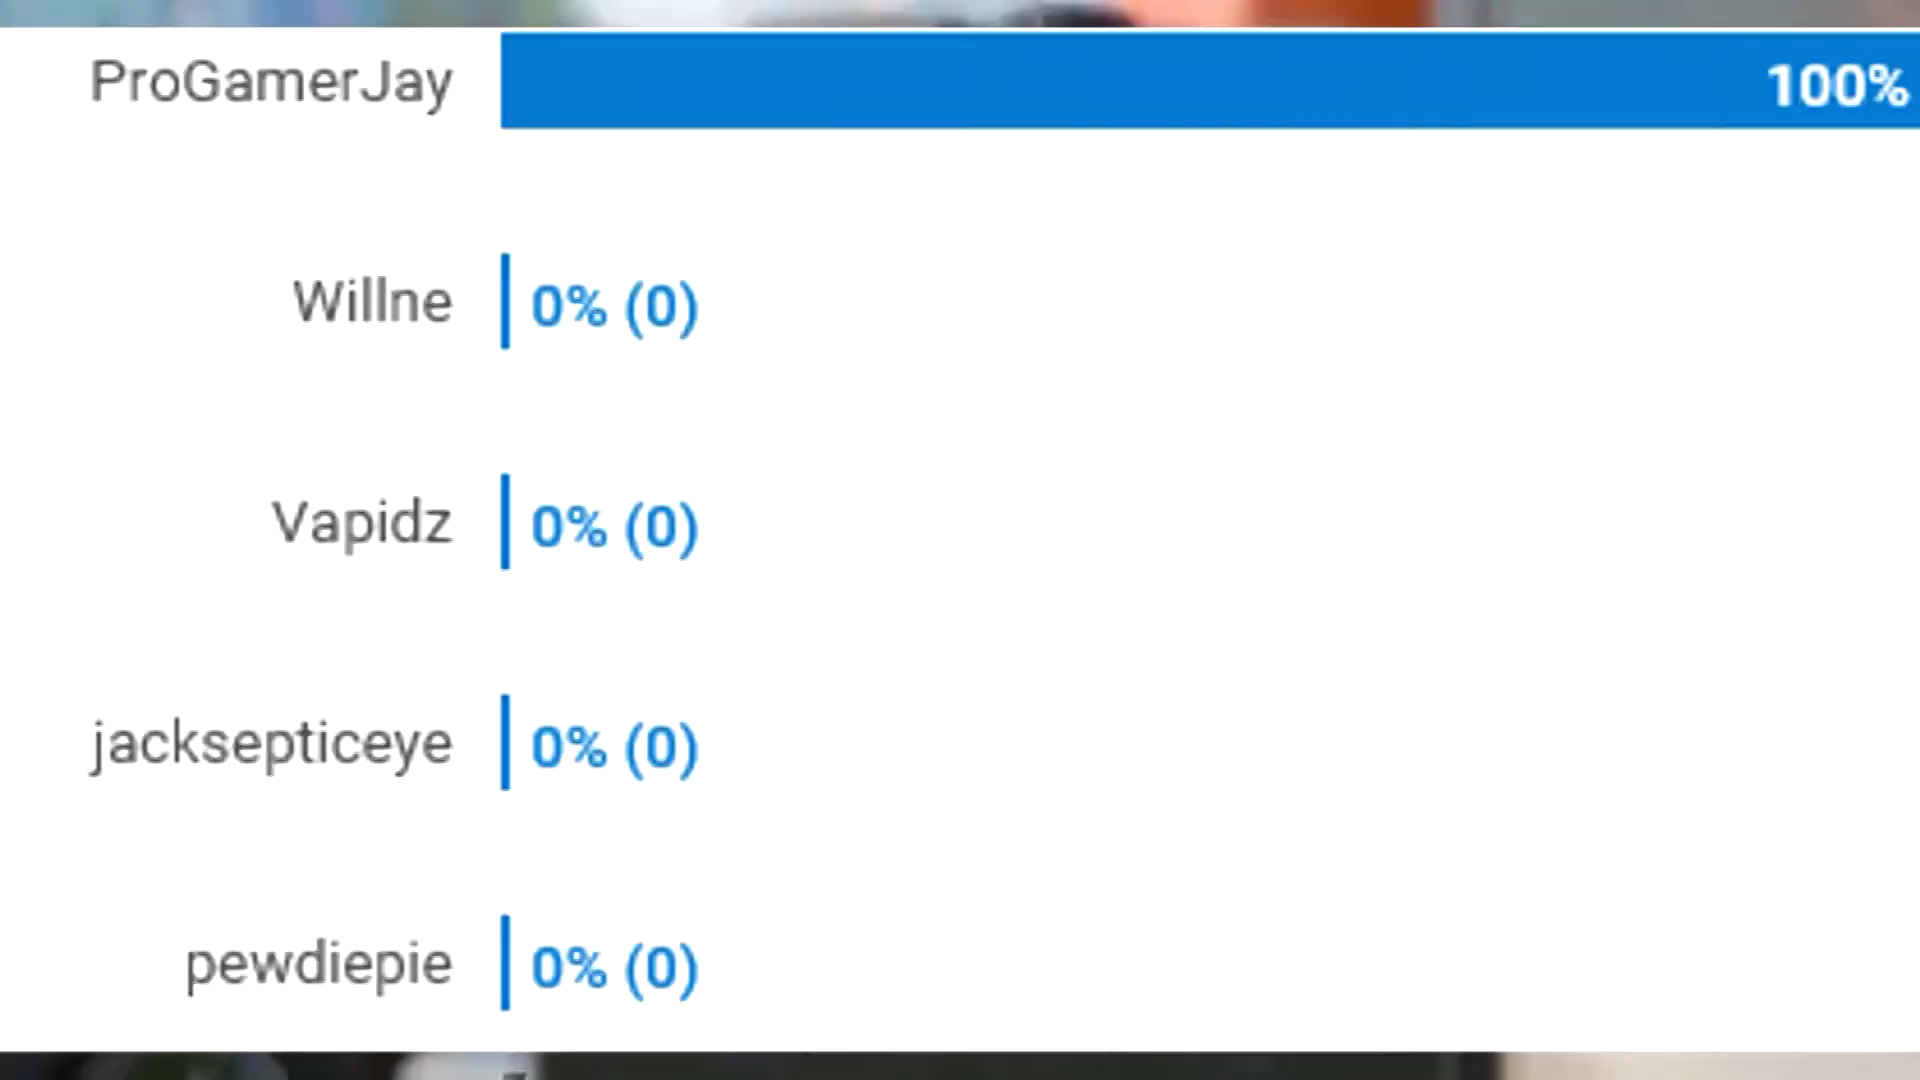 ProGamerJay 100%
Willne 0% (0)
Vapidz 0% (0)
jacksepticeye 0% (0)
pewdiepie 0% (0)